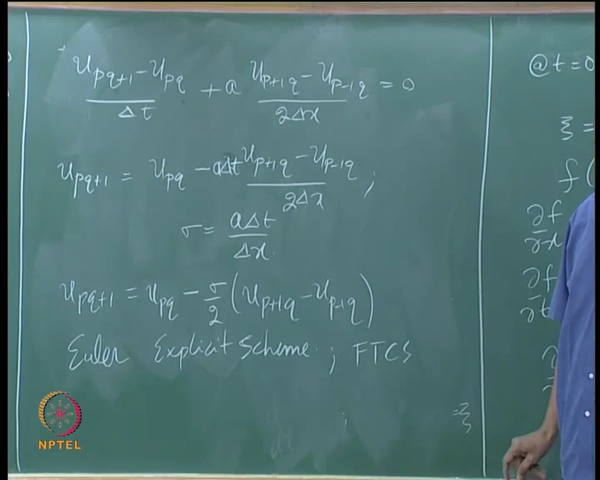 u_{pq+1} - u_{pq} / Δt + a u_{p+1q} - u_{p-1q} / 2Δx = 0
u_{pq+1} = u_{pq} - aΔt u_{p+1q} - u_{p-1q} / 2Δx ;
σ = aΔt / Δx
u_{pq+1} = u_{pq} - σ/2 (u_{p+1q} - u_{p-1q})
Euler Explicit Scheme. ; FTCS
@t=0
ξ =
f(
∂f
∂x
∂f
∂t
=ξ
NPTEL